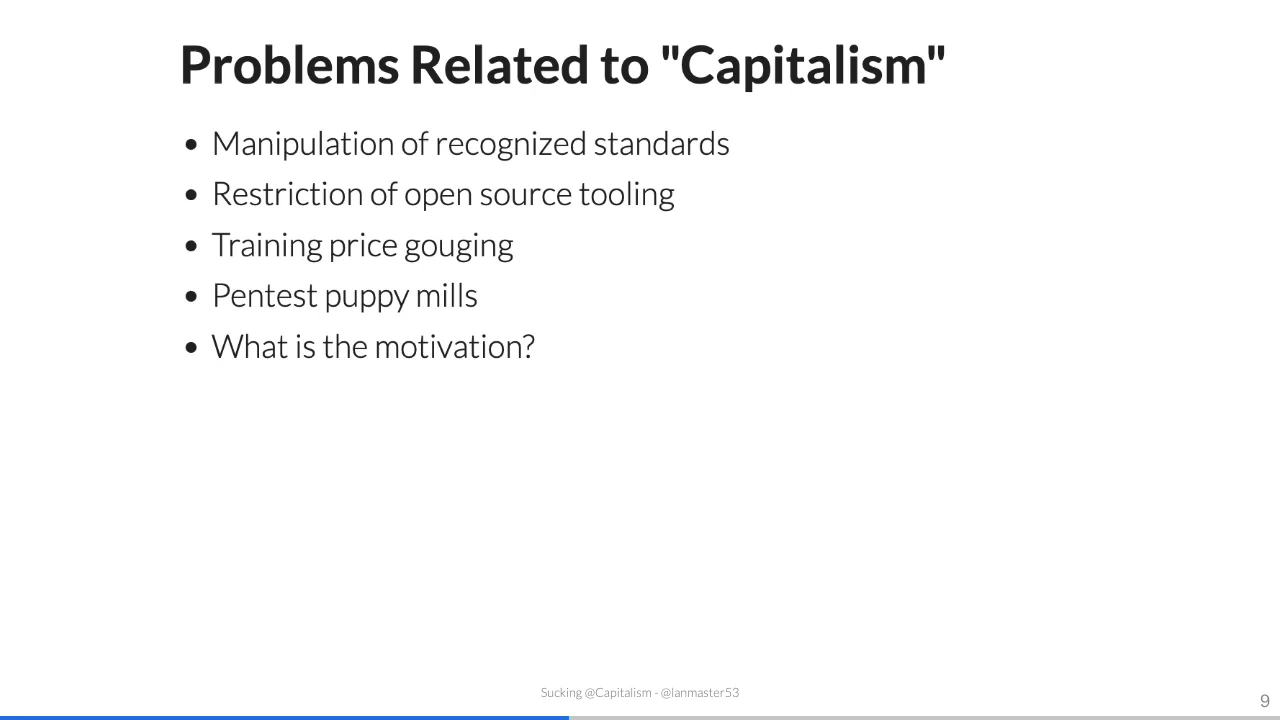 Problems Related to "Capitalism"
• Manipulation of recognized standards
• Restriction of open source tooling
• Training price gouging
• Pentest puppy mills
• What is the motivation?
Sucking @Capitalism - @lanmaster53
9